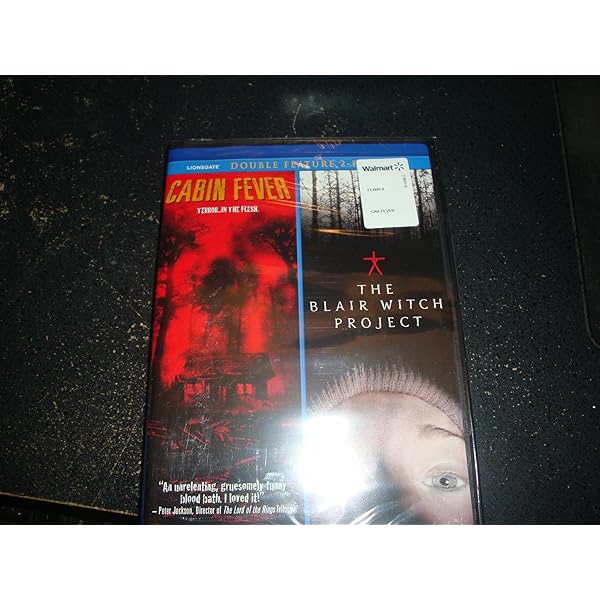 LIONSGATE
DOUBLE FEATURE, 2-
Walmart
CABIN FEVER
TERROR...IN THE FLESH.
THE
BLAIR WITCH
PROJECT
"An unrelenting, gruesomely funny
blood bath. I loved it!"
— Peter Jackson, Director of The Lord of the Rings Trilogy